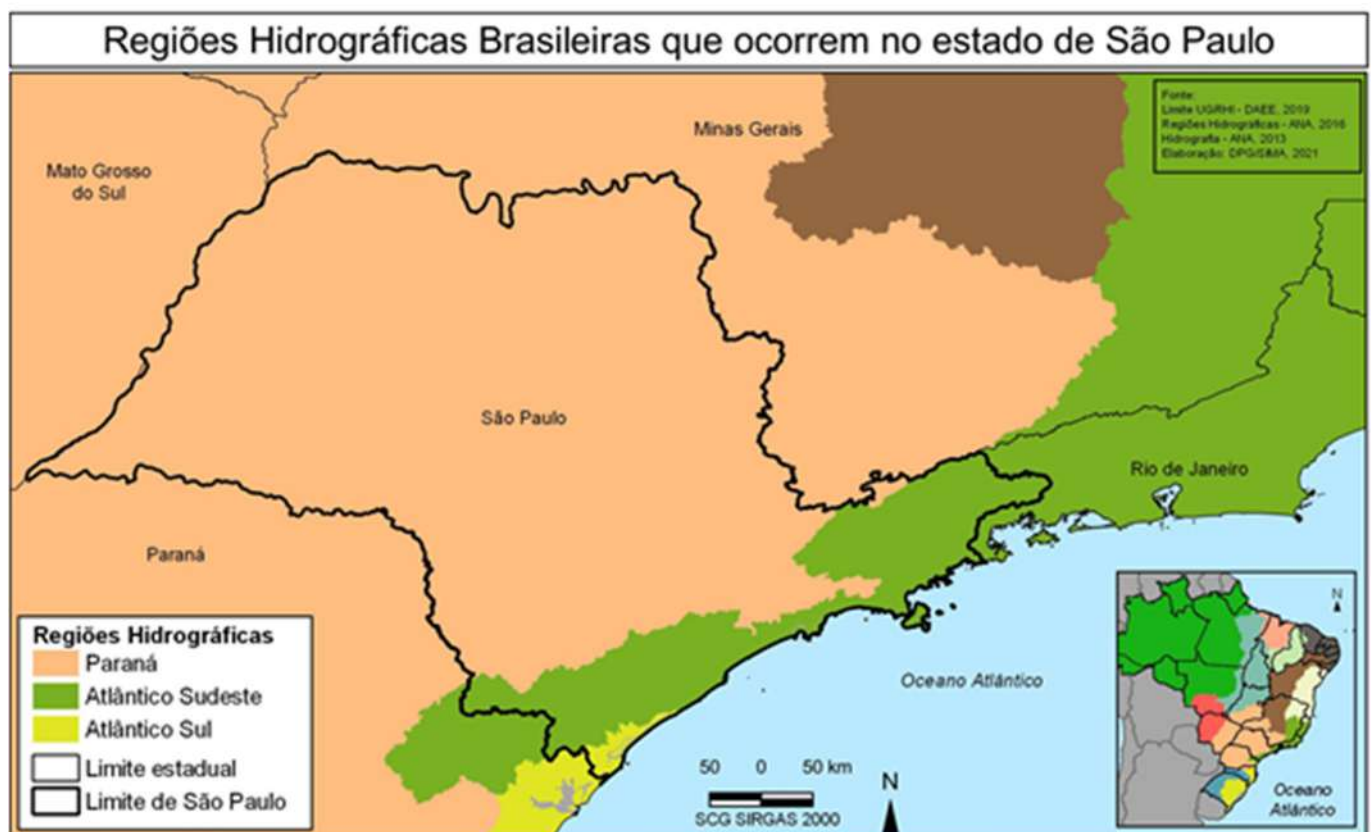 Regiões Hidrográficas Brasileiras que ocorrem no estado de São Paulo
Fonte:
Limite UGRHI - DAEE, 2019
Regiões Hidrográficas - ANA, 2016
Hidrografia - ANA, 2013
Elaboração: DPG/SIMA, 2021
Minas Gerais
Mato Grosso
do Sul
São Paulo
Rio de Janeiro
Paraná
Oceano Atlântico
Regiões Hidrográficas
Paraná
Atlântico Sudeste
Atlântico Sul
Limite estadual
Limite de São Paulo
50 0 50 km
SCG SIRGAS 2000
N
N
Oceano
Atlântico